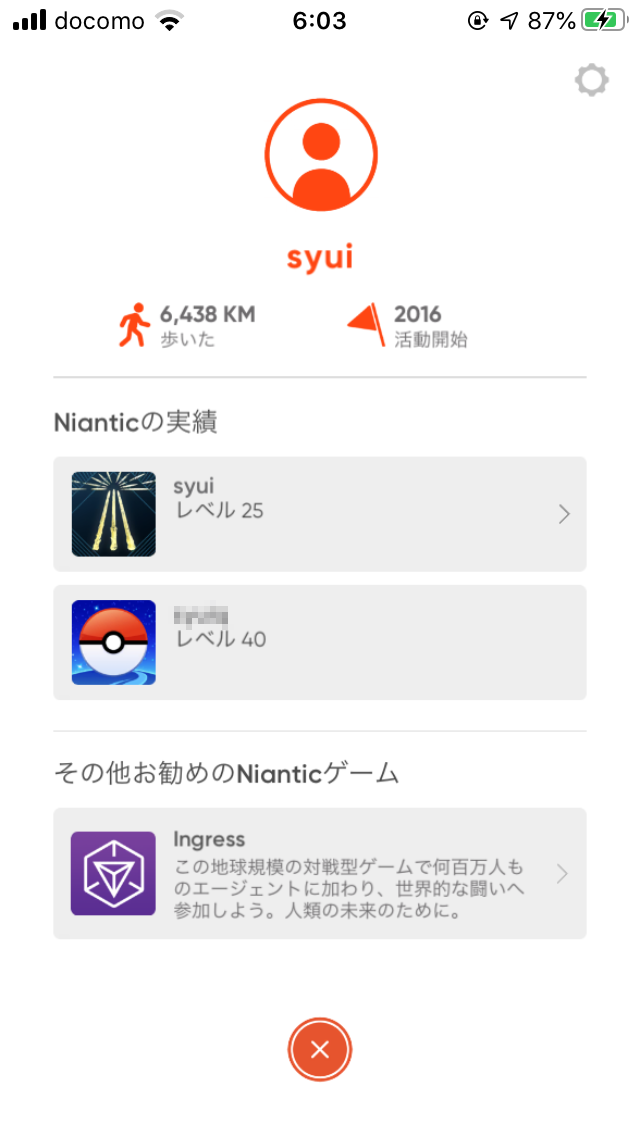 docomo 6:03 87%
syui
6,438 KM
歩いた
2016
活動開始
Nianticの実績
syui
レベル 25
レベル 40
その他お勧めのNianticゲーム
Ingress
この地球規模の対戦型ゲームで何百万人も
のエージェントに加わり、世界的な闘いへ
参加しよう。人類の未来のために。